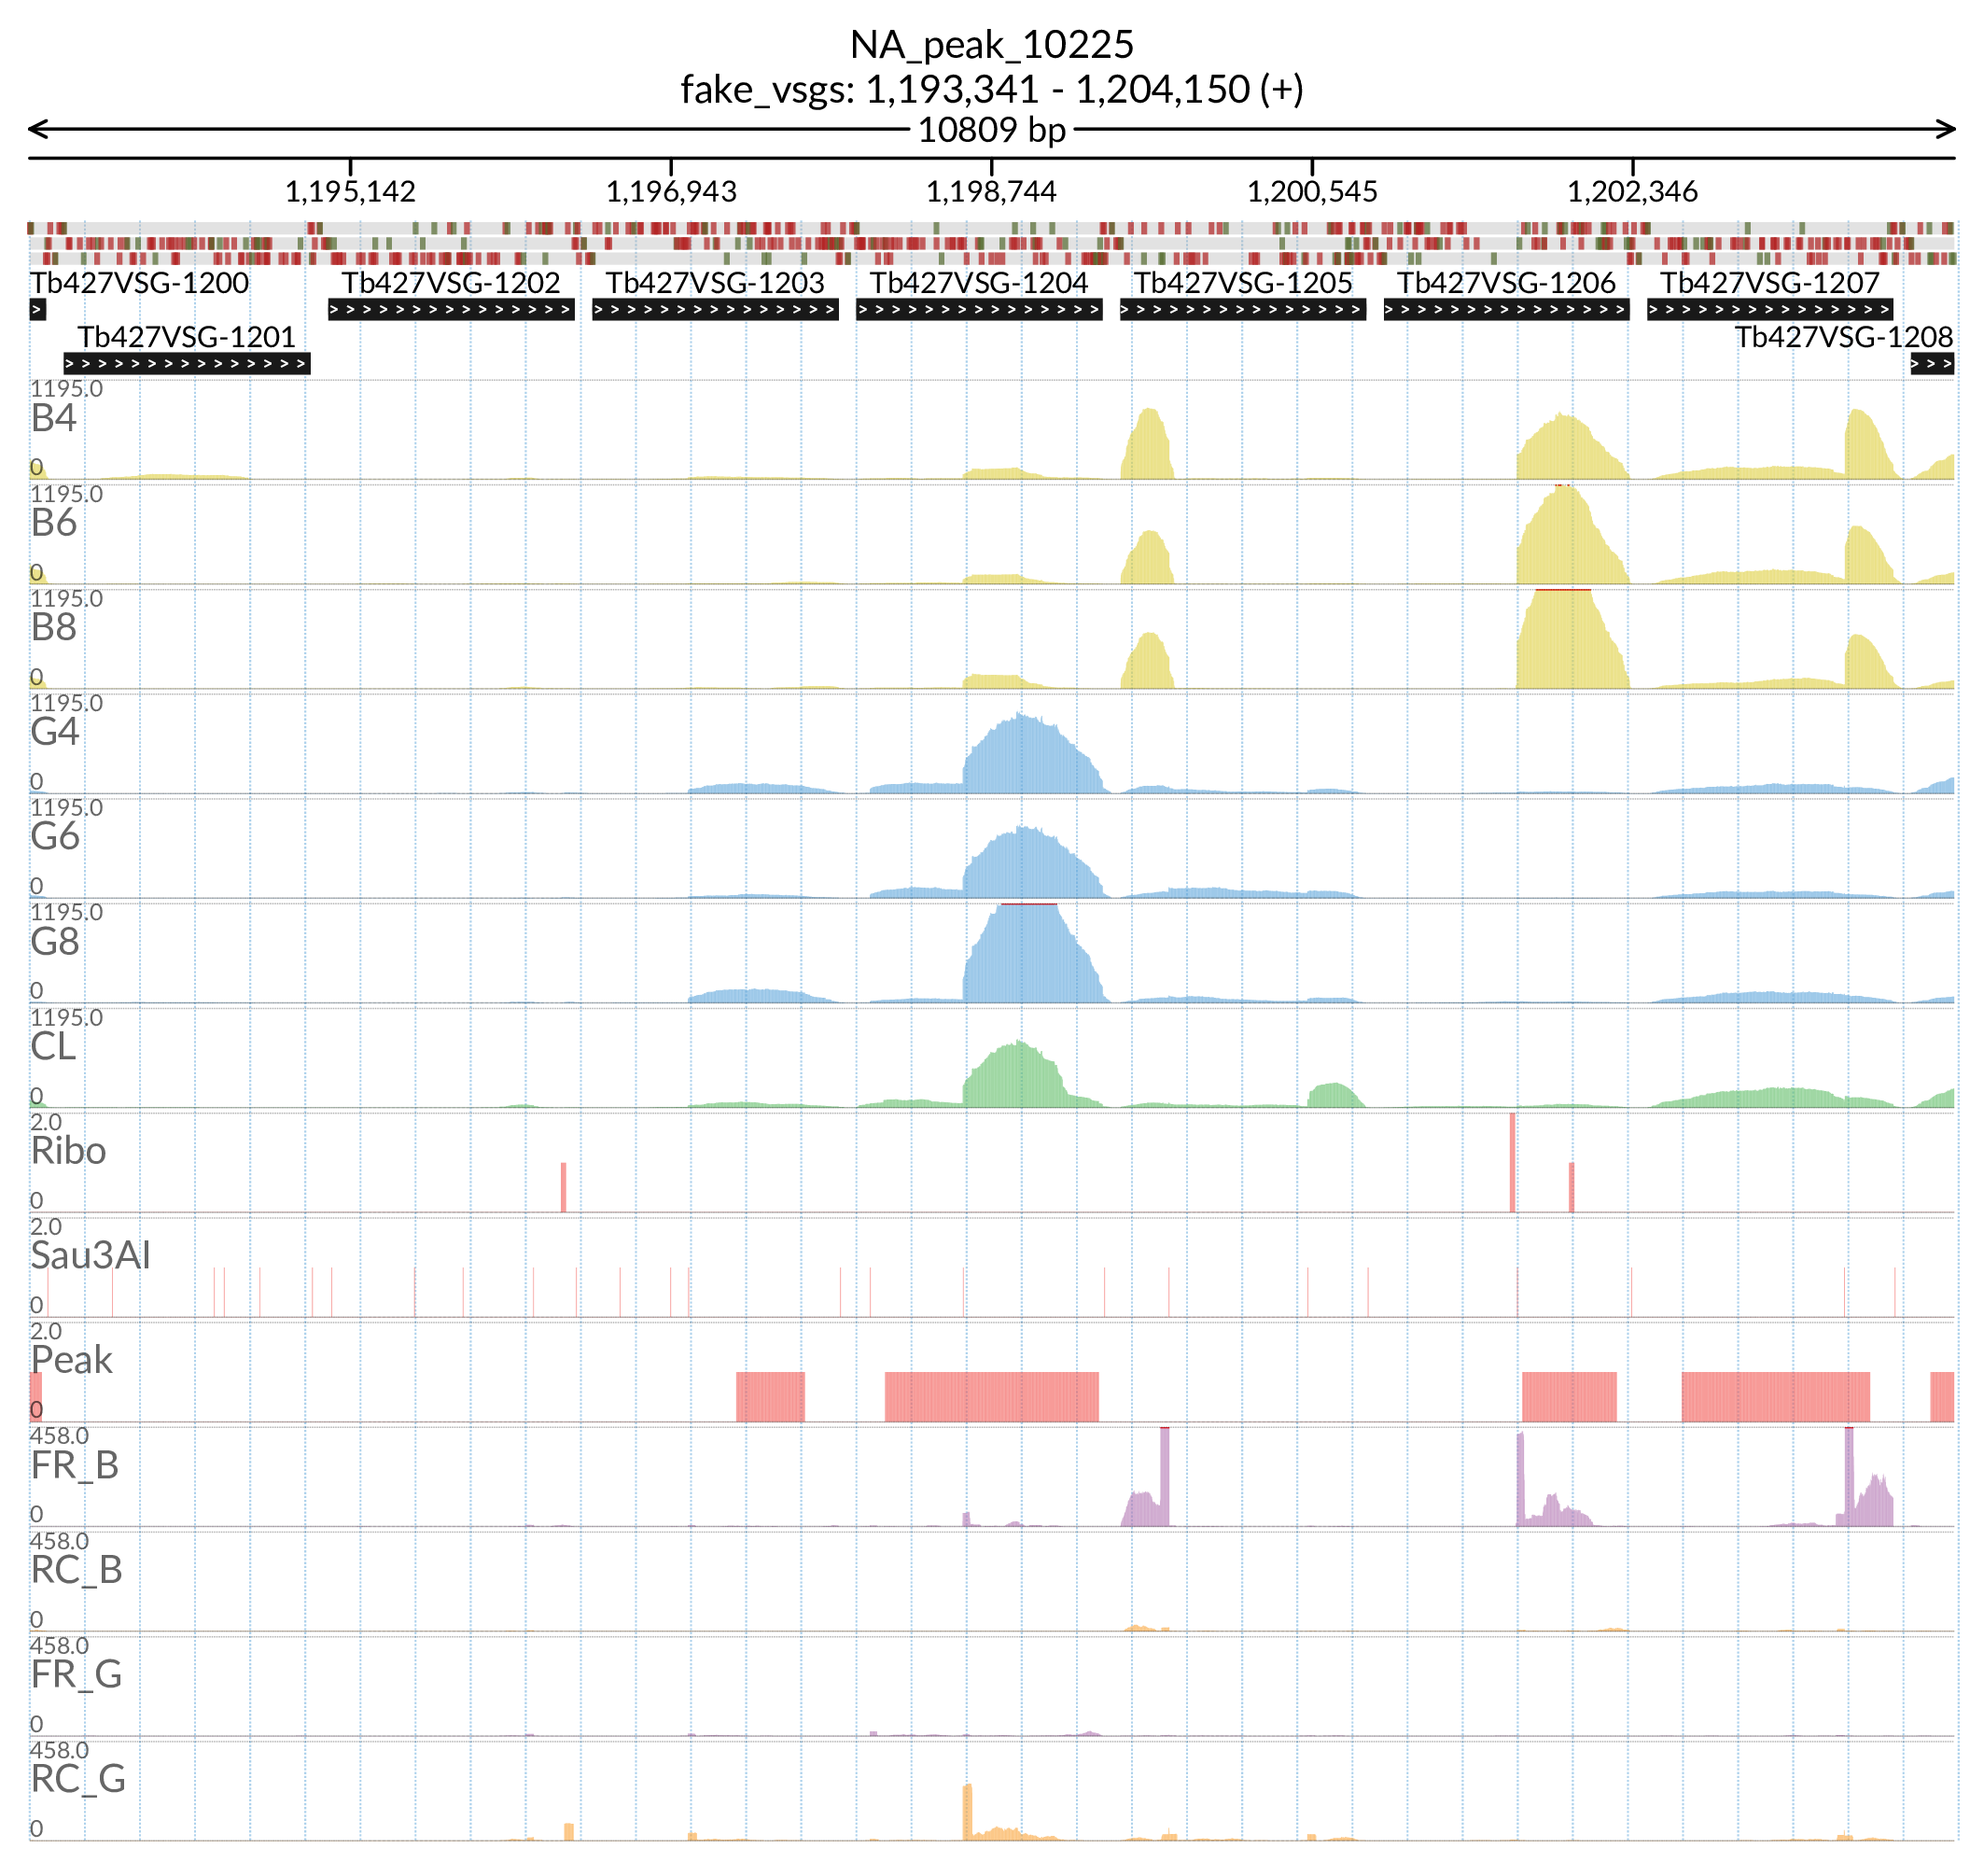 NA_peak_10225
fake_vsgs: 1,193,341 - 1,204,150 (+)
10809 bp
1,195,142 1,196,943 1,198,744 1,200,545 1,202,346
Tb427VSG-1200 Tb427VSG-1202 Tb427VSG-1203 Tb427VSG-1204 Tb427VSG-1205 Tb427VSG-1206 Tb427VSG-1207
Tb427VSG-1201 Tb427VSG-1208
1195.0
B4
0
1195.0
B6
0
1195.0
B8
0
1195.0
G4
0
1195.0
G6
0
1195.0
G8
0
1195.0
CL
0
2.0
Ribo
0
2.0
Sau3AI
0
2.0
Peak
0
458.0
FR_B
0
458.0
RC_B
0
458.0
FR_G
0
458.0
RC_G
0